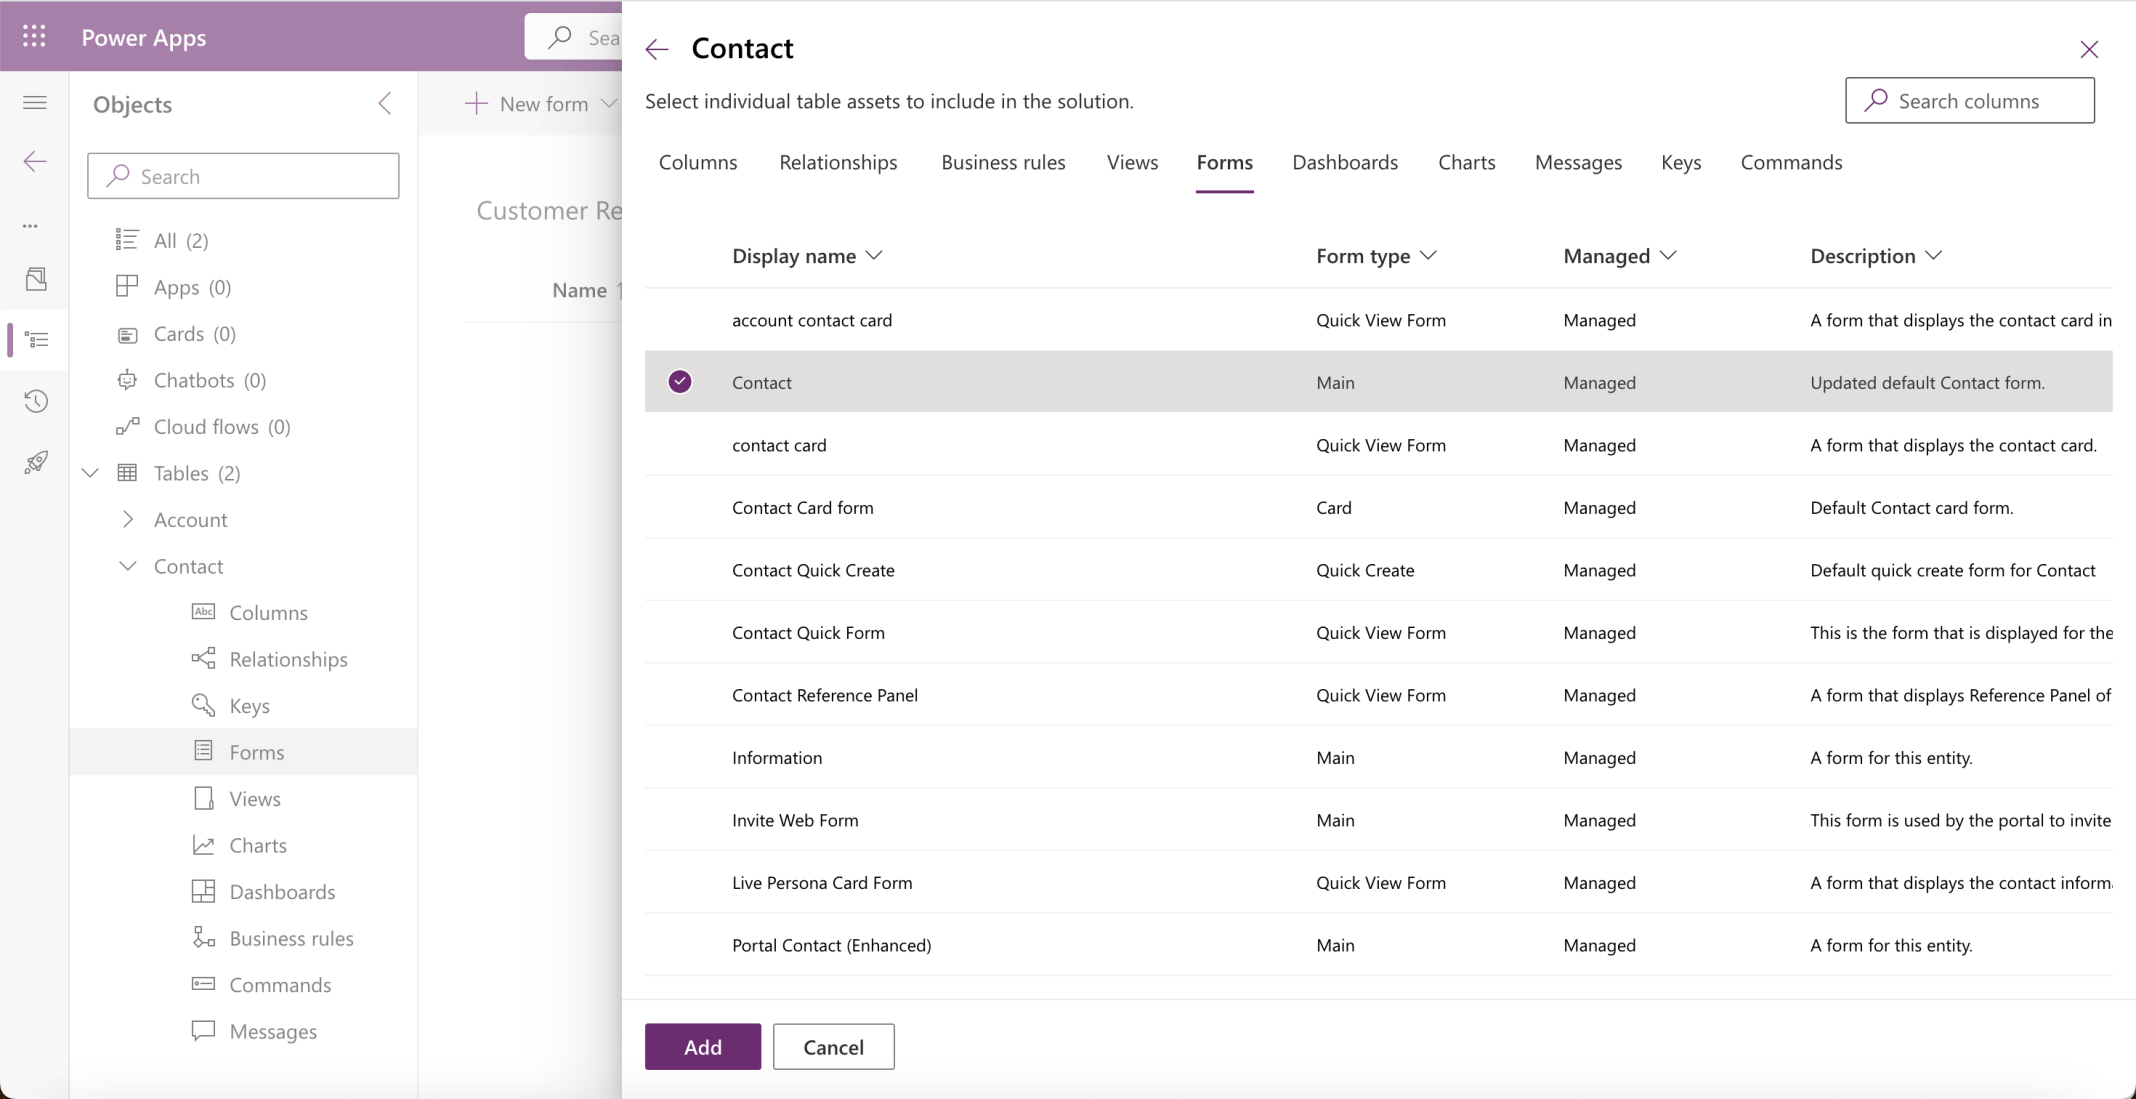 Power Apps
Sea
Objects
Search
All (2)
Apps (0)
Cards (0)
Chatbots (0)
Cloud flows (0)
Tables (2)
Account
Contact
Abc Columns
Relationships
Keys
Forms
Views
Charts
Dashboards
Business rules
Commands
Messages
New form
Customer Re
Name
Contact
Select individual table assets to include in the solution.
Search columns
Columns Relationships Business rules Views Forms Dashboards Charts Messages Keys Commands
Display name Form type Managed Description
account contact card Quick View Form Managed A form that displays the contact card in
Contact Main Managed Updated default Contact form.
contact card Quick View Form Managed A form that displays the contact card.
Contact Card form Card Managed Default Contact card form.
Contact Quick Create Quick Create Managed Default quick create form for Contact
Contact Quick Form Quick View Form Managed This is the form that is displayed for the
Contact Reference Panel Quick View Form Managed A form that displays Reference Panel of
Information Main Managed A form for this entity.
Invite Web Form Main Managed This form is used by the portal to invite
Live Persona Card Form Quick View Form Managed A form that displays the contact inform
Portal Contact (Enhanced) Main Managed A form for this entity.
Add Cancel